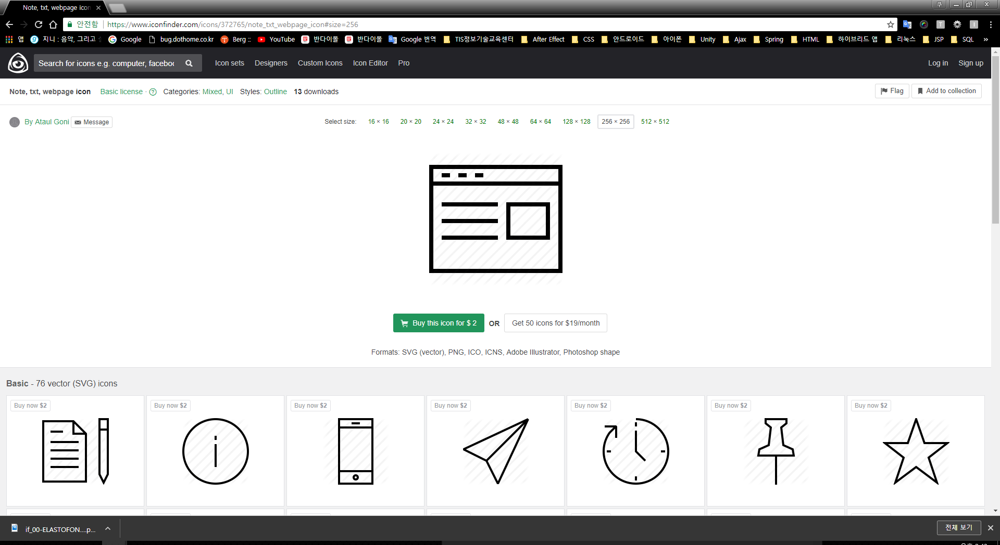 Note, txt, webpage icon
쿠
안전함 https://www.iconfinder.com/icons/372765/note_txt_webpage_icon#size=256
앱 지니 : 음악, 그리고 Google bug.dothome.co.kr Berg :: YouTube 반다이몰 반다이몰 Google 번역 TIS정보기술교육센터 After Effect CSS 안드로이드 아이폰 Unity Ajax Spring HTML 하이브리드 앱 리눅스 JSP SQL »
Search for icons e.g. computer, faceboo Icon sets Designers Custom Icons Icon Editor Pro Log in Sign up
Note, txt, webpage icon Basic license · ? Categories: Mixed, UI Styles: Outline 13 downloads Flag Add to collection
By Ataul Goni Message Select size: 16 × 16 20 × 20 24 × 24 32 × 32 48 × 48 64 × 64 128 × 128 256 × 256 512 × 512
Buy this icon for $ 2 OR Get 50 icons for $19/month
Formats: SVG (vector), PNG, ICO, ICNS, Adobe Illustrator, Photoshop shape
Basic - 76 vector (SVG) icons
Buy now $2 Buy now $2 Buy now $2 Buy now $2 Buy now $2 Buy now $2 Buy now $2
if_00-ELASTOFON....p... 전체 보기